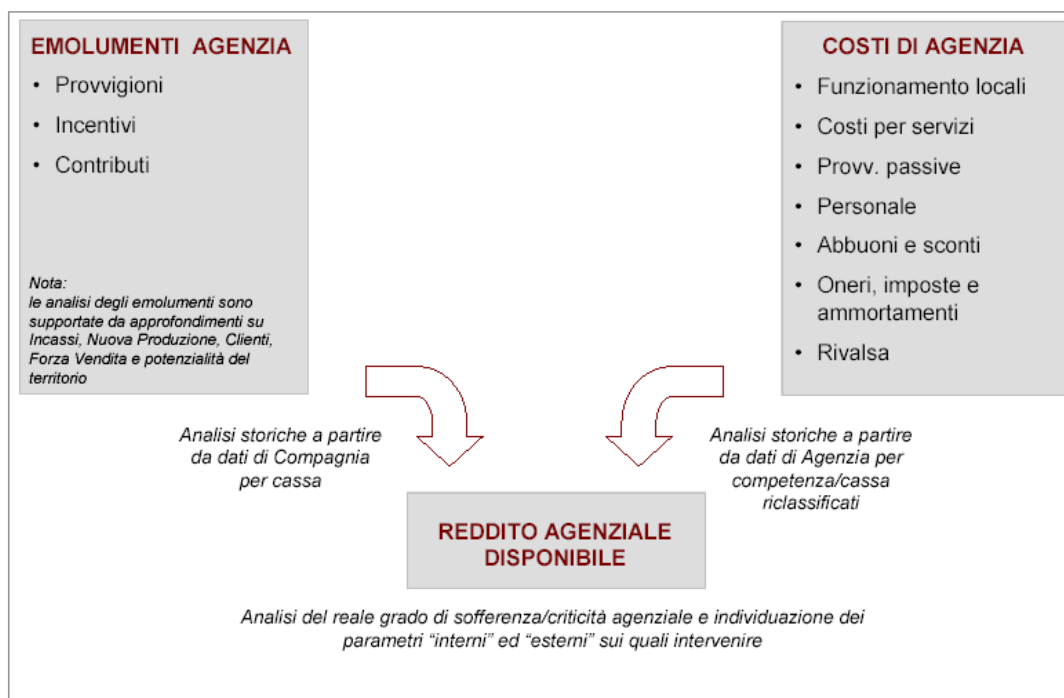 EMOLUMENTI AGENZIA
• Provvigioni
• Incentivi
• Contributi
Nota:
le analisi degli emolumenti sono
supportate da approfondimenti su
Incassi, Nuova Produzione, Clienti,
Forza Vendita e potenzialità del
territorio
COSTI DI AGENZIA
• Funzionamento locali
• Costi per servizi
• Provv. passive
• Personale
• Abbuoni e sconti
• Oneri, imposte e
ammortamenti
• Rivalsa
Analisi storiche a partire
da dati di Compagnia
per cassa
Analisi storiche a partire
da dati di Agenzia per
competenza/cassa
riclassificati
REDDITO AGENZIALE
DISPONIBILE
Analisi del reale grado di sofferenza/criticità agenziale e individuazione dei
parametri “interni” ed “esterni” sui quali intervenire